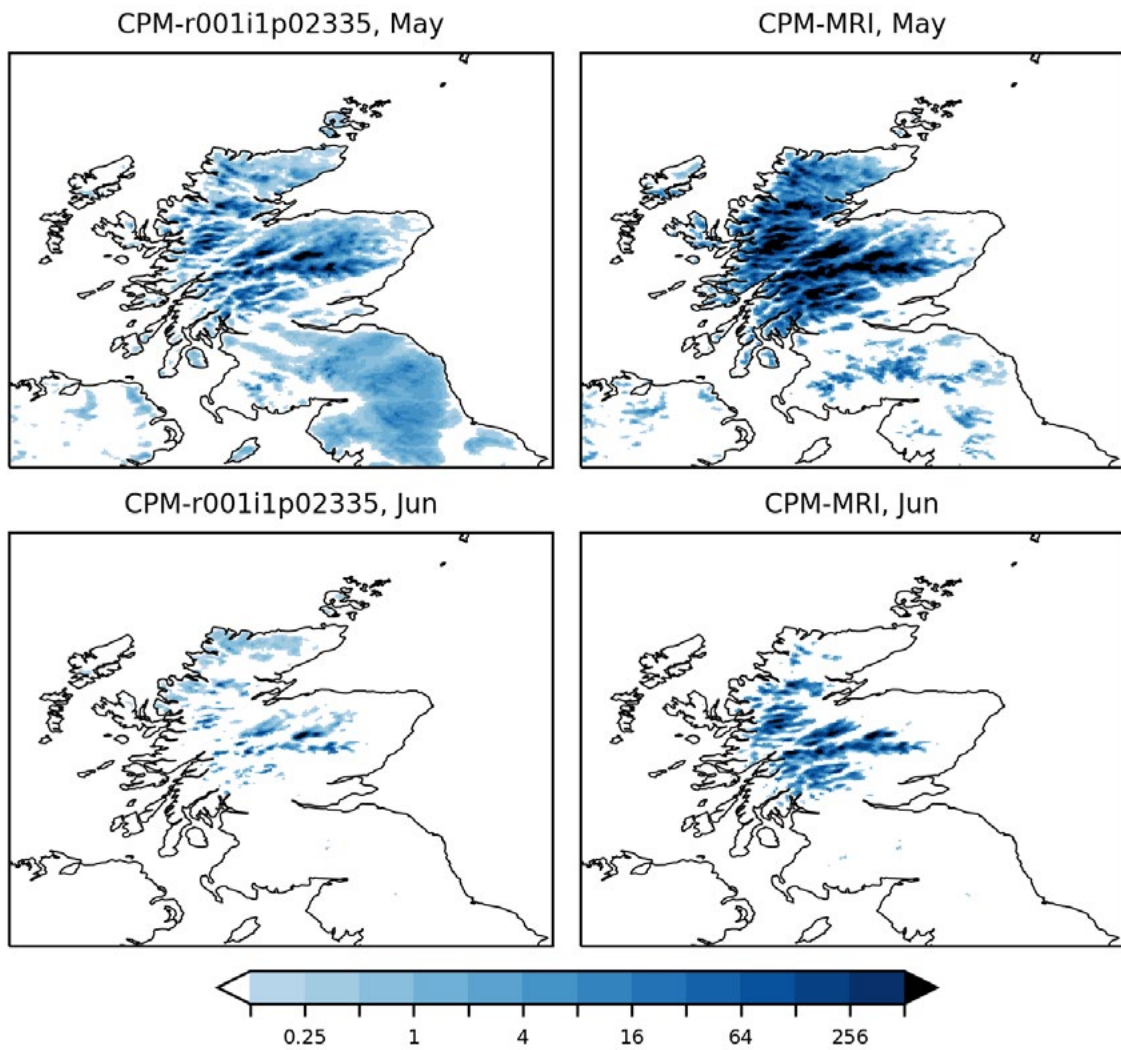 CPM-r001i1p02335, May
CPM-MRI, May
CPM-r001i1p02335, Jun
CPM-MRI, Jun
0.25 1 4 16 64 256